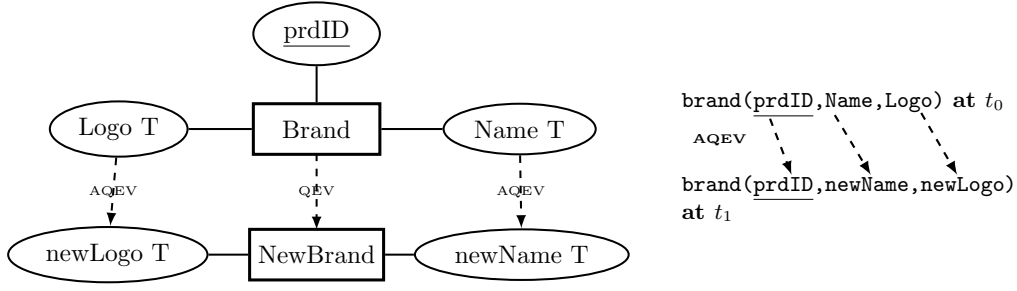 prdID
Logo T
Brand
Name T
AQEV
QEV
AQEV
newLogo T
NewBrand
newName T
brand(prdID,Name,Logo) at t0
AQEV
brand(prdID,newName,newLogo)
at t1